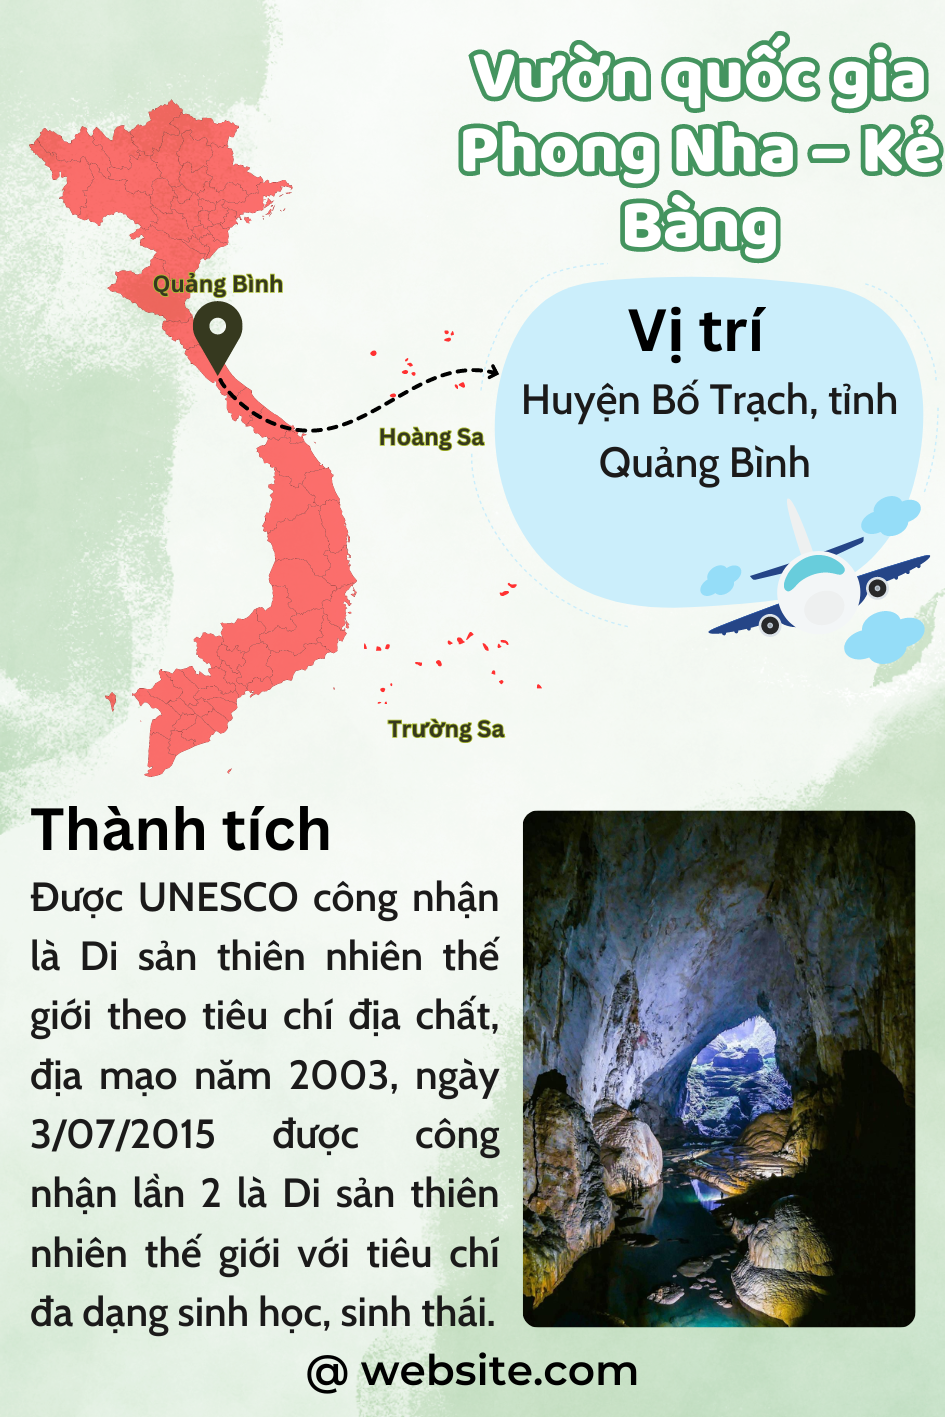 Vườn quốc gia
Phong Nha – Kẻ
Bàng
Quảng Bình
Vị trí
Huyện Bố Trạch, tỉnh
Quảng Bình
Hoàng Sa
Trường Sa
Thành tích
Được UNESCO công nhận
là Di sản thiên nhiên thế
giới theo tiêu chí địa chất,
địa mạo năm 2003, ngày
3/07/2015 được công
nhận lần 2 là Di sản thiên
nhiên thế giới với tiêu chí
đa dạng sinh học, sinh thái.
@ website.com